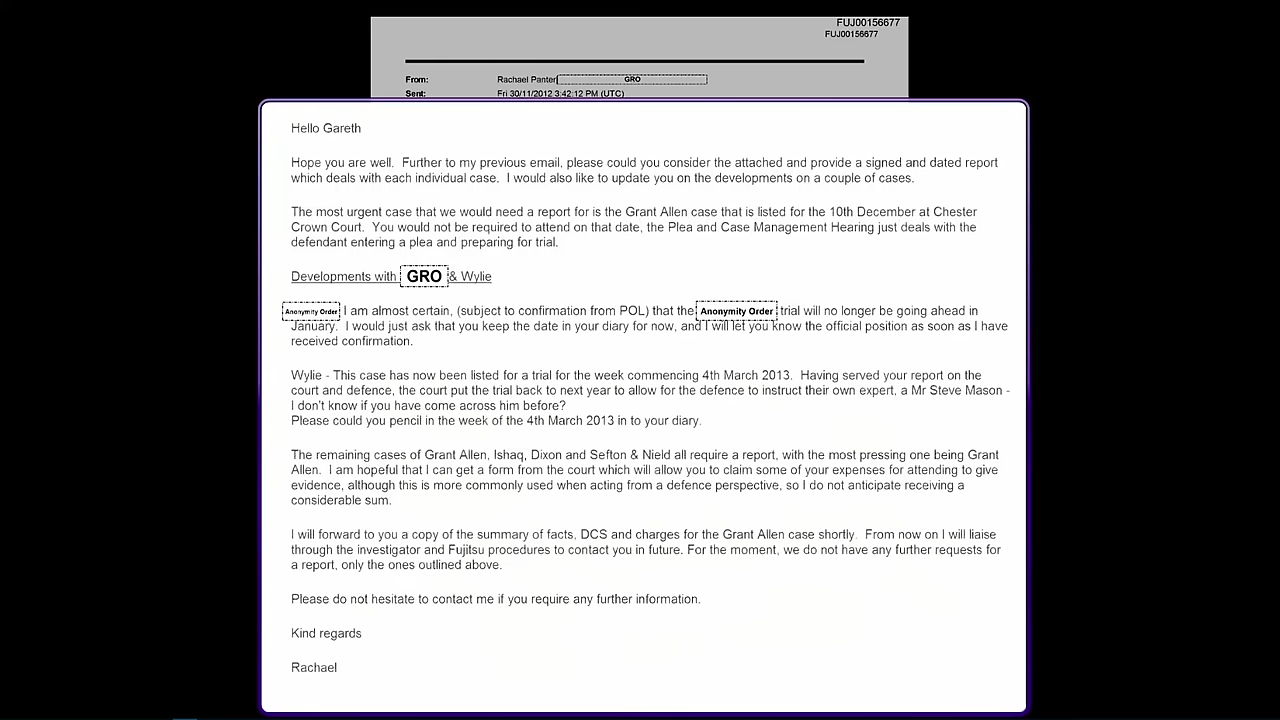 FUJ00156677
FUJ00156677
From: Rachael Panter GRO
Sent: Fri 30/11/2012 3:42:12 PM (UTC)
Hello Gareth
Hope you are well. Further to my previous email, please could you consider the attached and provide a signed and dated report
which deals with each individual case. I would also like to update you on the developments on a couple of cases.
The most urgent case that we would need a report for is the Grant Allen case that is listed for the 10th December at Chester
Crown Court. You would not be required to attend on that date, the Plea and Case Management Hearing just deals with the
defendant entering a plea and preparing for trial.
Developments with GRO & Wylie
Anonymity Order I am almost certain, (subject to confirmation from POL) that the Anonymity Order trial will no longer be going ahead in
January. I would just ask that you keep the date in your diary for now, and I will let you know the official position as soon as I have
received confirmation.
Wylie - This case has now been listed for a trial for the week commencing 4th March 2013. Having served your report on the
court and defence, the court put the trial back to next year to allow for the defence to instruct their own expert, a Mr Steve Mason -
I don't know if you have come across him before?
Please could you pencil in the week of the 4th March 2013 in to your diary.
The remaining cases of Grant Allen, Ishaq, Dixon and Sefton & Nield all require a report, with the most pressing one being Grant
Allen. I am hopeful that I can get a form from the court which will allow you to claim some of your expenses for attending to give
evidence, although this is more commonly used when acting from a defence perspective, so I do not anticipate receiving a
considerable sum.
I will forward to you a copy of the summary of facts, DCS and charges for the Grant Allen case shortly. From now on I will liaise
through the investigator and Fujitsu procedures to contact you in future. For the moment, we do not have any further requests for
a report, only the ones outlined above.
Please do not hesitate to contact me if you require any further information.
Kind regards
Rachael